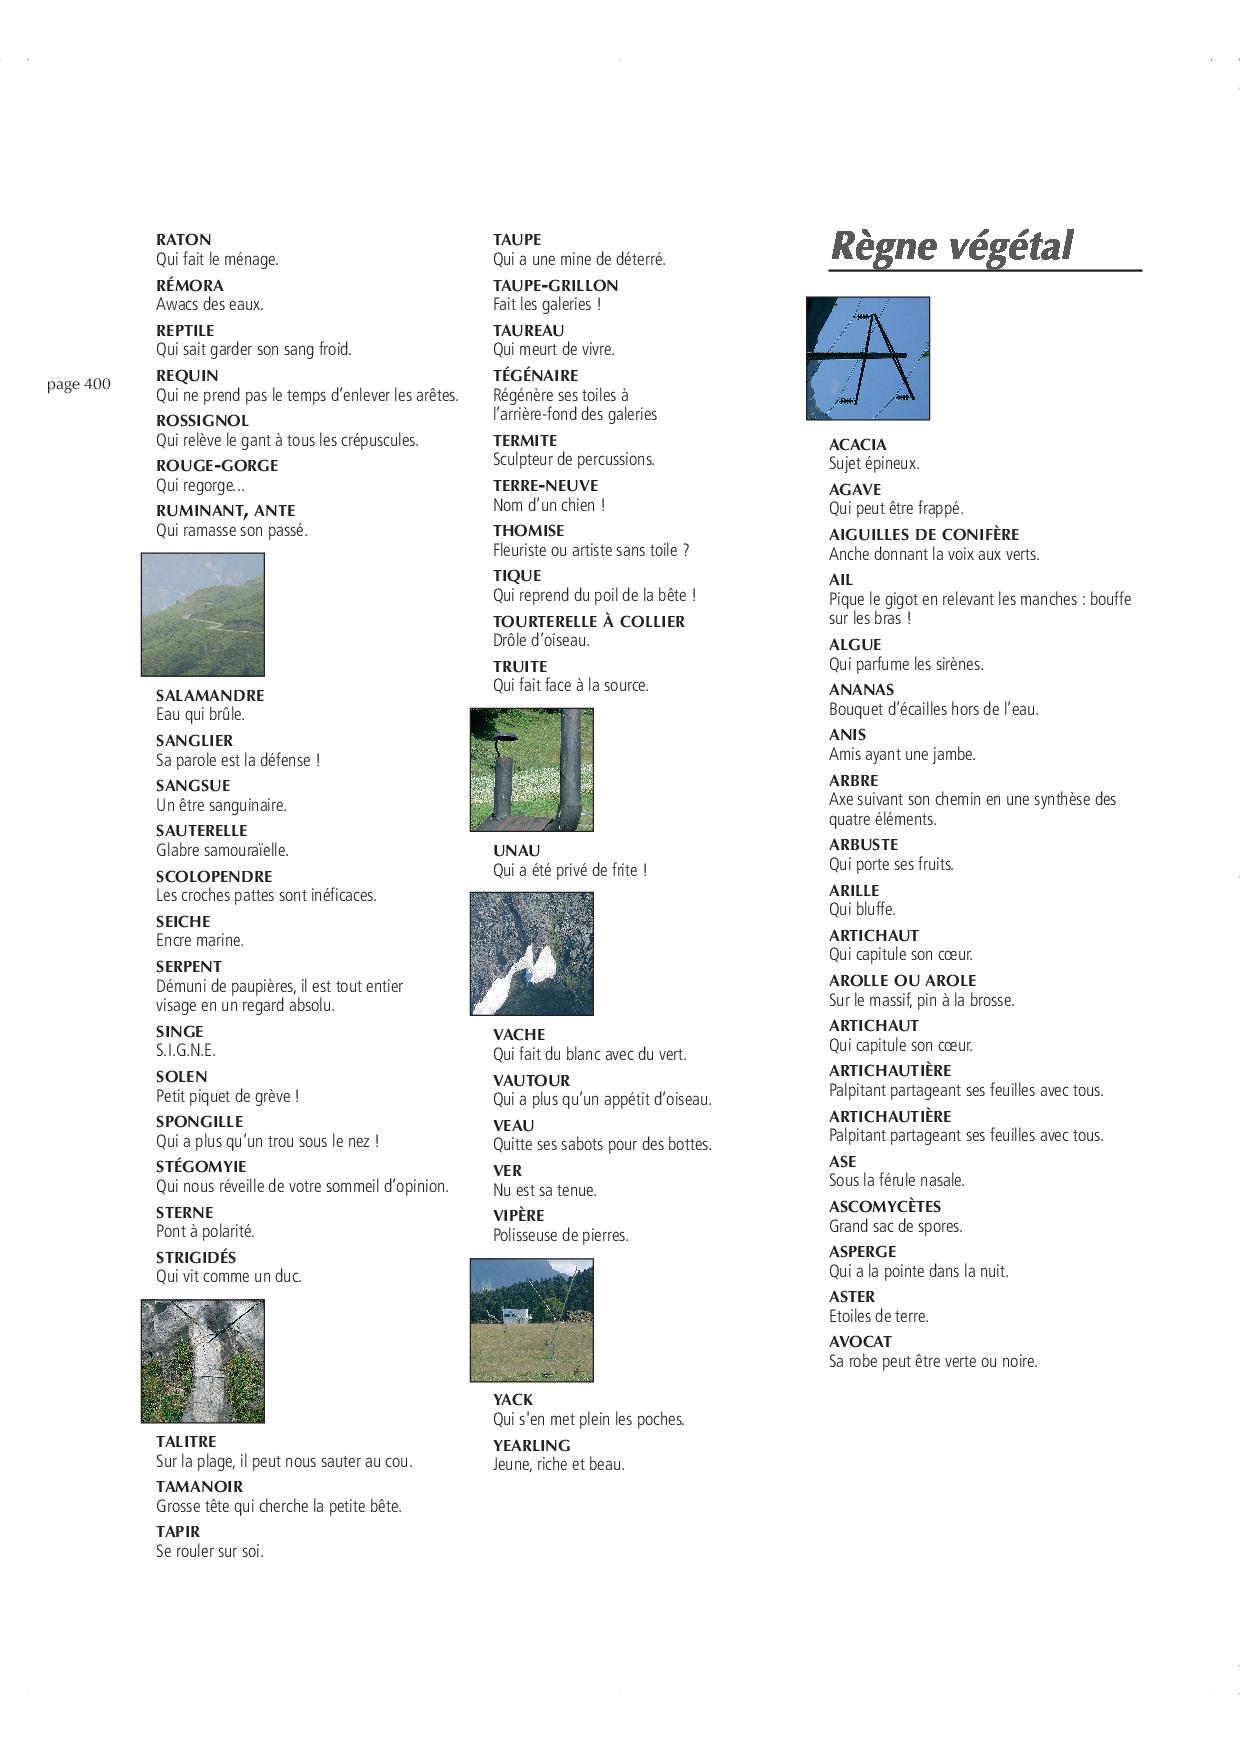 page 400
RATON
Qui fait le ménage.
RÉMORA
Awacs des eaux.
REPTILE
Qui sait garder son sang froid.
REQUIN
Qui ne prend pas le temps d’enlever les arêtes.
ROSSIGNOL
Qui relève le gant à tous les crépuscules.
ROUGE-GORGE
Qui regorge...
RUMINANT, ANTE
Qui ramasse son passé.
SALAMANDRE
Eau qui brûle.
SANGLIER
Sa parole est la défense !
SANGSUE
Un être sanguinaire.
SAUTERELLE
Glabre samouraïelle.
SCOLOPENDRE
Les croches pattes sont inéficaces.
SEICHE
Encre marine.
SERPENT
Démuni de paupières, il est tout entier
visage en un regard absolu.
SINGE
S.I.G.N.E.
SOLEN
Petit piquet de grève !
SPONGILLE
Qui a plus qu’un trou sous le nez !
STÉGOMYIE
Qui nous réveille de votre sommeil d’opinion.
STERNE
Pont à polarité.
STRIGIDÉS
Qui vit comme un duc.
TALITRE
Sur la plage, il peut nous sauter au cou.
TAMANOIR
Grosse tête qui cherche la petite bête.
TAPIR
Se rouler sur soi.
TAUPE
Qui a une mine de déterré.
TAUPE-GRILLON
Fait les galeries !
TAUREAU
Qui meurt de vivre.
TÉGÉNAIRE
Régénère ses toiles à
l’arrière-fond des galeries
TERMITE
Sculpteur de percussions.
TERRE-NEUVE
Nom d’un chien !
THOMISE
Fleuriste ou artiste sans toile ?
TIQUE
Qui reprend du poil de la bête !
TOURTERELLE À COLLIER
Drôle d’oiseau.
TRUITE
Qui fait face à la source.
UNAU
Qui a été privé de frite !
VACHE
Qui fait du blanc avec du vert.
VAUTOUR
Qui a plus qu’un appétit d’oiseau.
VEAU
Quitte ses sabots pour des bottes.
VER
Nu est sa tenue.
VIPÈRE
Polisseuse de pierres.
YACK
Qui s'en met plein les poches.
YEARLING
Jeune, riche et beau.
Règne végétal
ACACIA
Sujet épineux.
AGAVE
Qui peut être frappé.
AIGUILLES DE CONIFÈRE
Anche donnant la voix aux verts.
AIL
Pique le gigot en relevant les manches : bouffe
sur les bras !
ALGUE
Qui parfume les sirènes.
ANANAS
Bouquet d’écailles hors de l’eau.
ANIS
Amis ayant une jambe.
ARBRE
Axe suivant son chemin en une synthèse des
quatre éléments.
ARBUSTE
Qui porte ses fruits.
ARILLE
Qui bluffe.
ARTICHAUT
Qui capitule son cœur.
AROLLE OU AROLE
Sur le massif, pin à la brosse.
ARTICHAUT
Qui capitule son cœur.
ARTICHAUTIÈRE
Palpitant partageant ses feuilles avec tous.
ARTICHAUTIÈRE
Palpitant partageant ses feuilles avec tous.
ASE
Sous la férule nasale.
ASCOMYCÈTES
Grand sac de spores.
ASPERGE
Qui a la pointe dans la nuit.
ASTER
Etoiles de terre.
AVOCAT
Sa robe peut être verte ou noire.